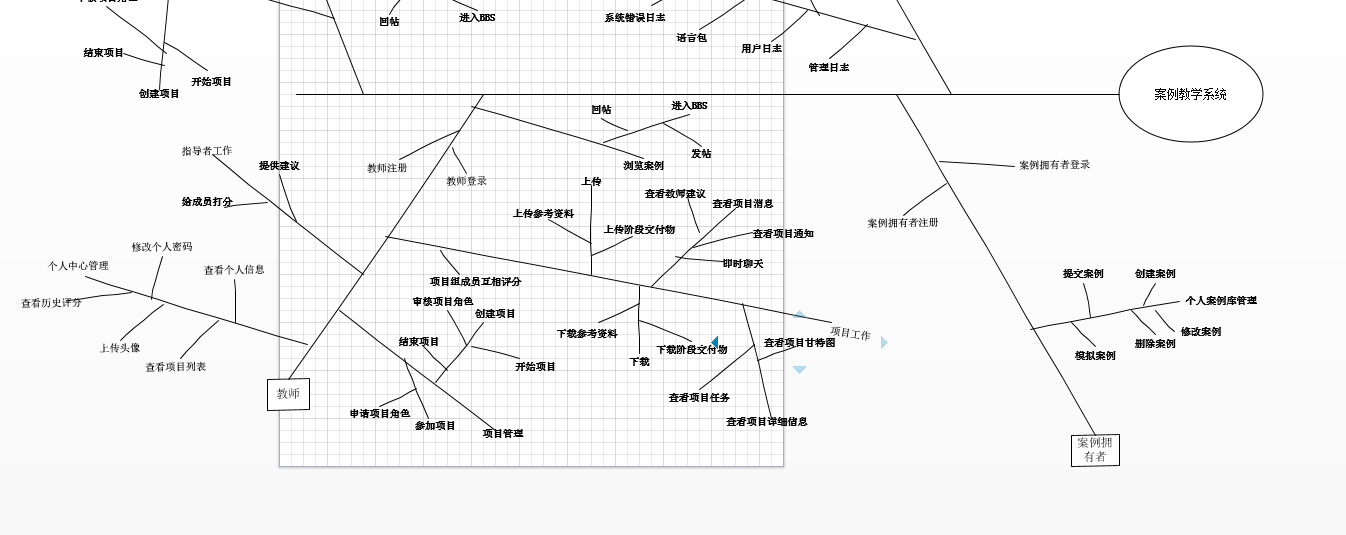 回帖
进入BBS
系统错误日志
语言包
用户日志
管理日志
结束项目
开始项目
创建项目
案例教学系统
回帖
进入BBS
发帖
浏览案例
指导者工作
提供建议
给成员打分
教师注册
教师登录
上传
上传参考资料
上传阶段交付物
查看教师建议
查看项目消息
查看项目通知
即时聊天
案例拥有者登录
案例拥有者注册
修改个人密码
个人中心管理
查看个人信息
查看历史评分
上传头像
查看项目列表
项目组成员互相评分
审核项目角色
创建项目
结束项目
开始项目
申请项目角色
参加项目
项目管理
下载参考资料
下载阶段交付物
下载
项目工作
查看项目甘特图
查看项目任务
查看项目详细信息
提交案例
创建案例
个人案例库管理
修改案例
删除案例
模拟案例
教师
案例拥
有者